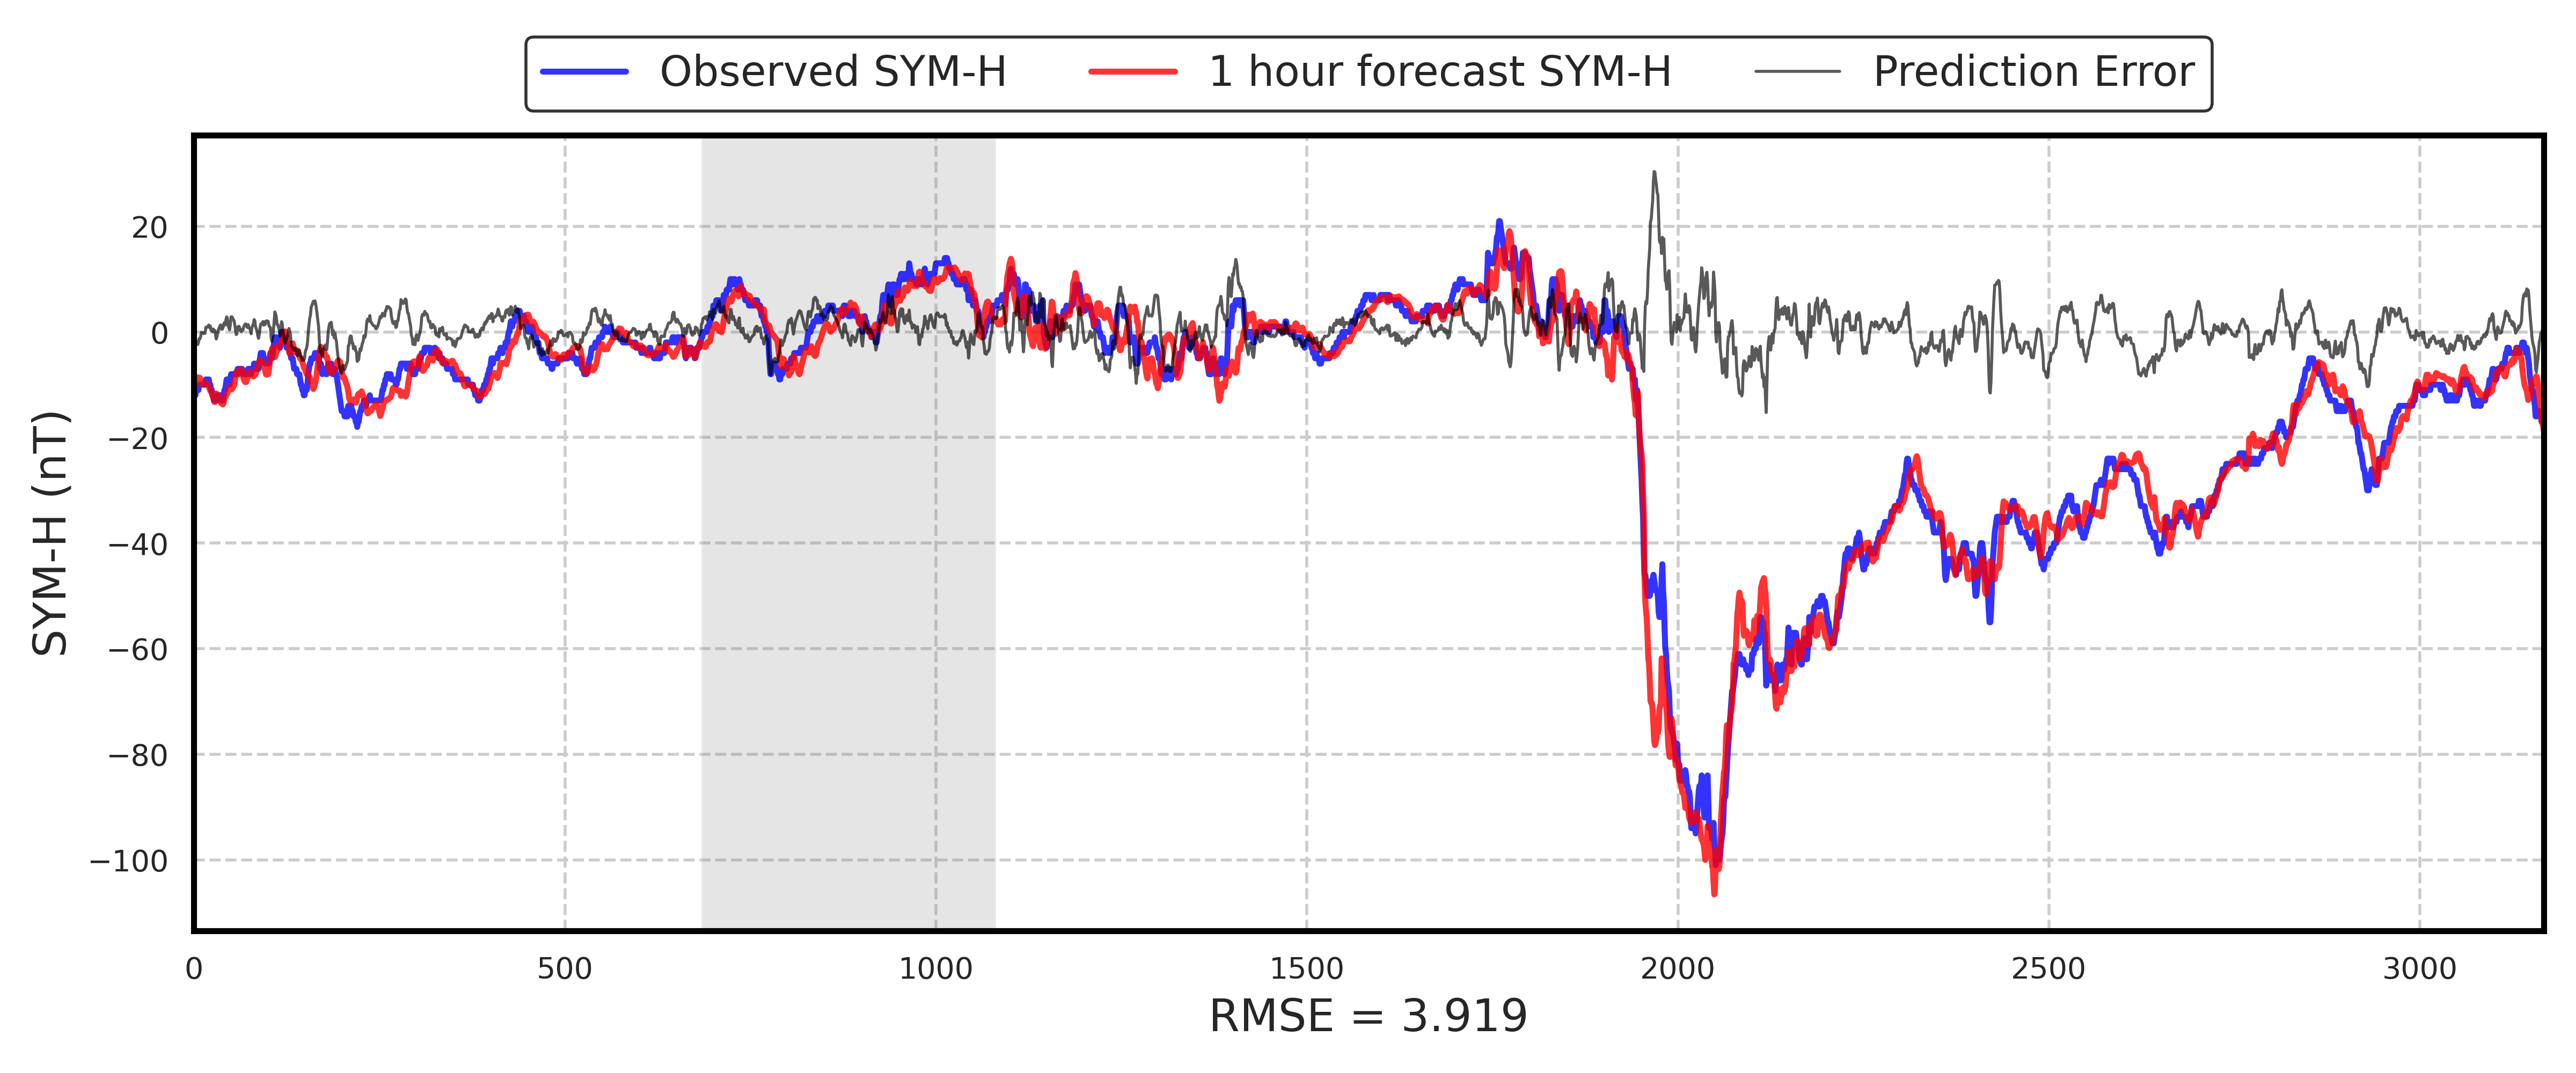 Observed SYM-H 1 hour forecast SYM-H Prediction Error
SYM-H (nT)
20
0
−20
−40
−60
−80
−100
0 500 1000 1500 2000 2500 3000
RMSE = 3.919